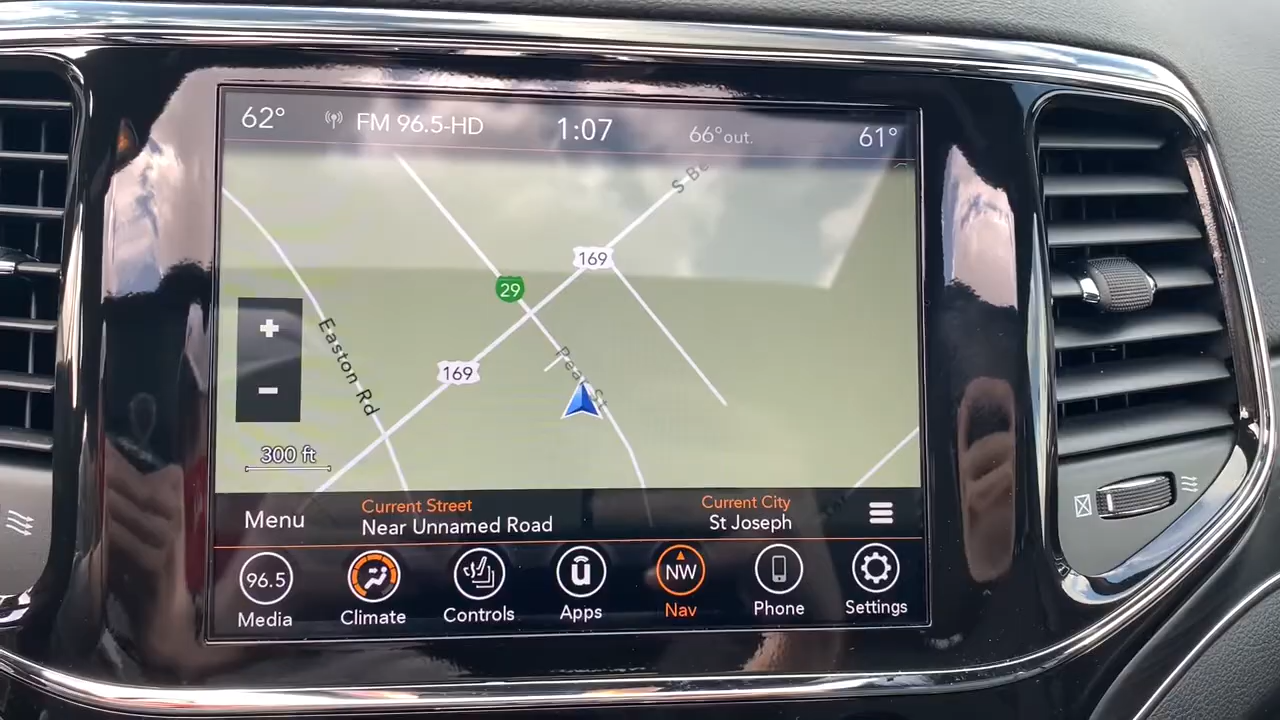 62°
FM 96.5-HD
1:07
66°out.
61°
169
29
169
Easton Rd
300 ft
Menu
Current Street
Near Unnamed Road
Current City
St Joseph
96.5
NW
Media
Climate
Controls
Apps
Nav
Phone
Settings